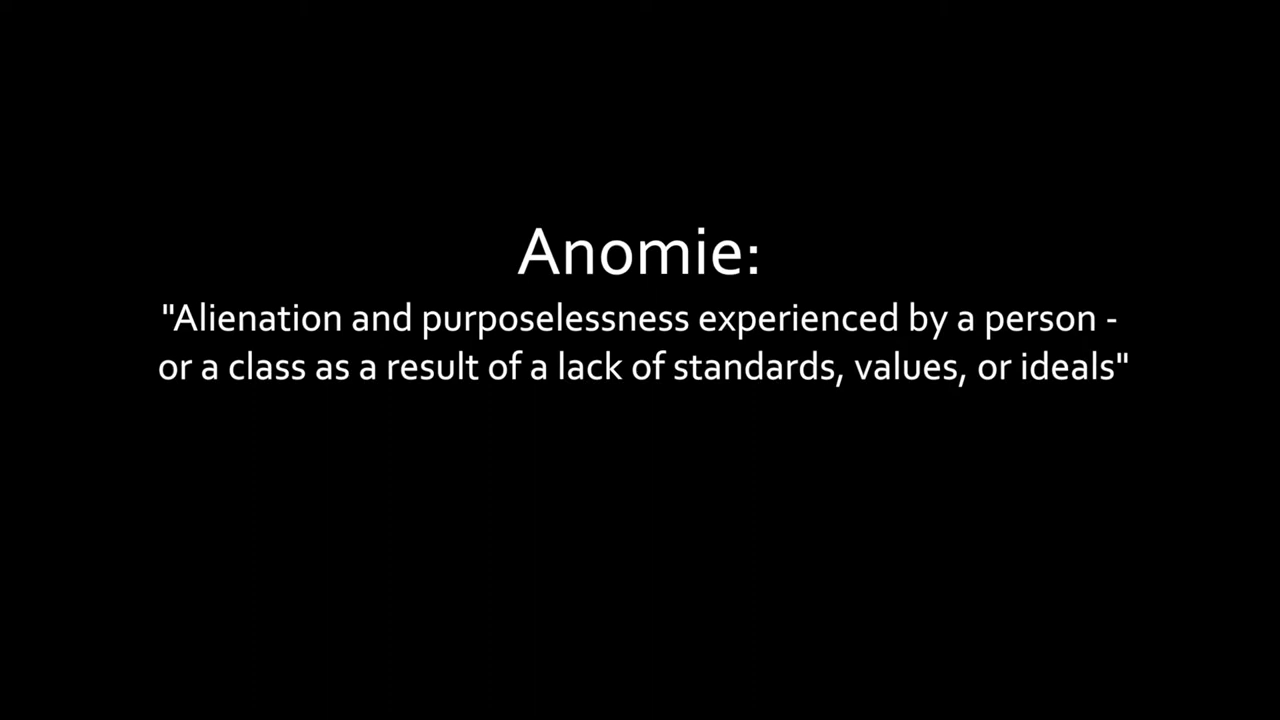 Anomie:
"Alienation and purposelessness experienced by a person -
or a class as a result of a lack of standards, values, or ideals"